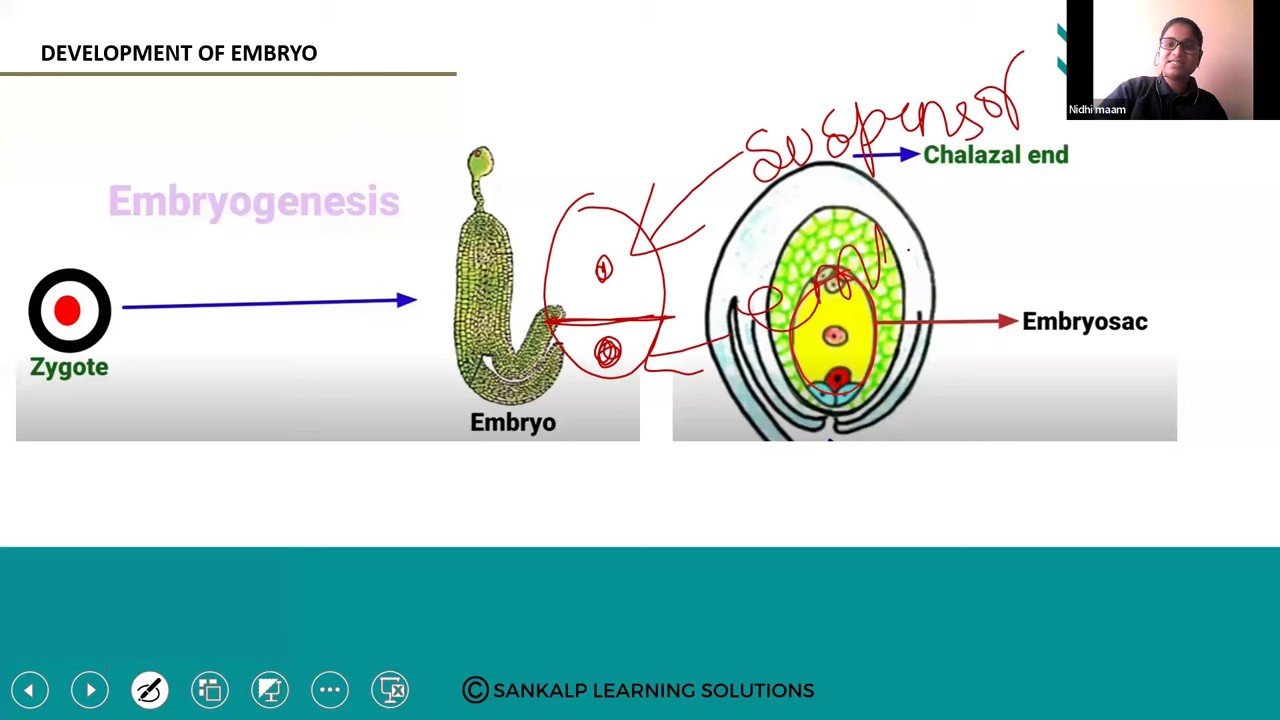 DEVELOPMENT OF EMBRYO
Nidhi maam
suspensor
Chalazal end
Embryogenesis
Zygote
Embryosac
Embryo
© SANKALP LEARNING SOLUTIONS